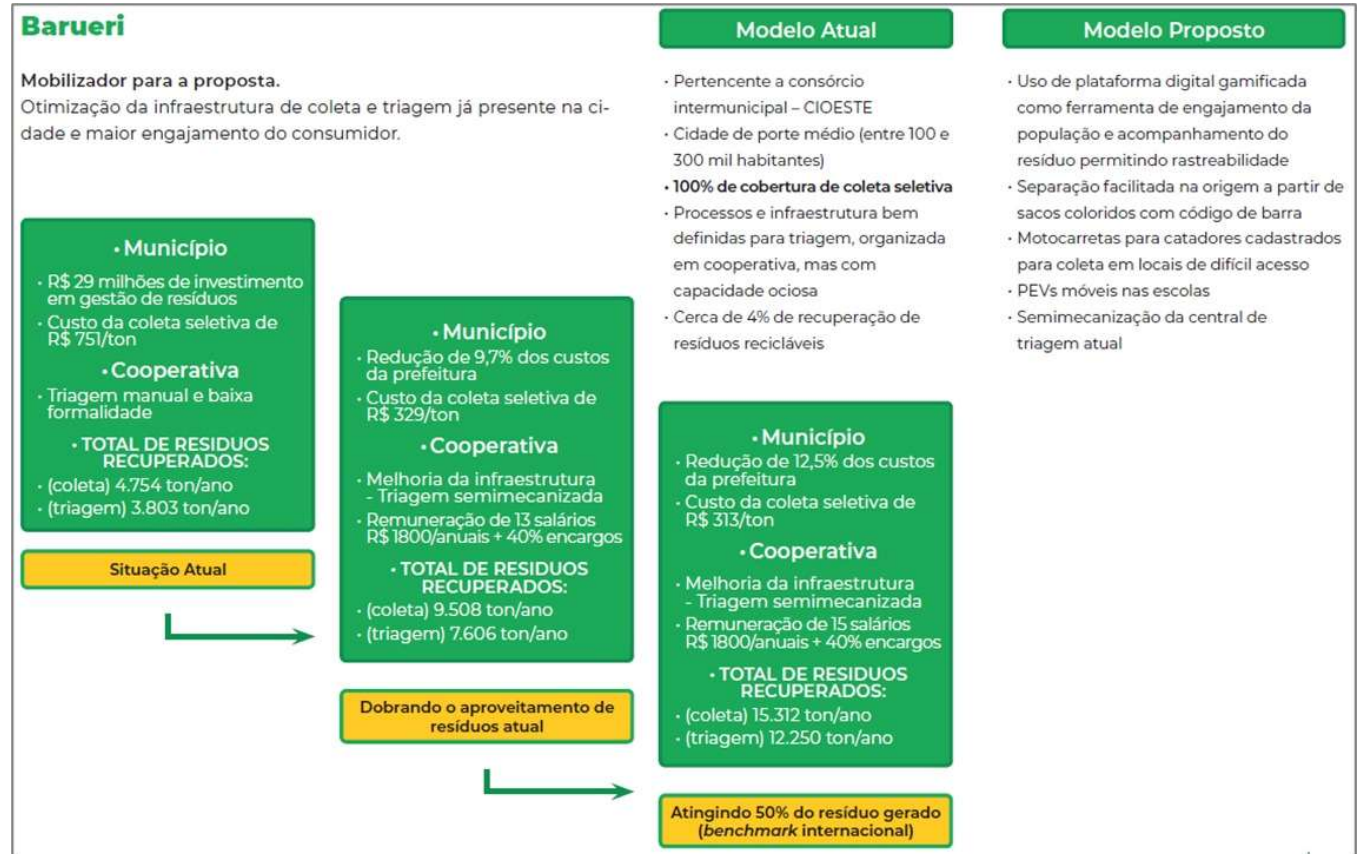 Barueri
Mobilizador para a proposta.
Otimização da infraestrutura de coleta e triagem já presente na ci-
dade e maior engajamento do consumidor.
• Município
• R$ 29 milhões de investimento
em gestão de resíduos
• Custo da coleta seletiva de
R$ 751/ton
• Cooperativa
• Triagem manual e baixa
formalidade
• TOTAL DE RESIDUOS
RECUPERADOS:
• (coleta) 4.754 ton/ano
• (triagem) 3.803 ton/ano
Situação Atual
• Município
• Redução de 9,7% dos custos
da prefeitura
• Custo da coleta seletiva de
R$ 329/ton
• Cooperativa
• Melhoria da infraestrutura
- Triagem semimecanizada
• Remuneração de 13 salários
R$ 1800/anuais + 40% encargos
• TOTAL DE RESIDUOS
RECUPERADOS:
• (coleta) 9.508 ton/ano
• (triagem) 7.606 ton/ano
Dobrando o aproveitamento de
resíduos atual
Modelo Atual
• Pertencente a consórcio
intermunicipal – CIOESTE
• Cidade de porte médio (entre 100 e
300 mil habitantes)
• 100% de cobertura de coleta seletiva
• Processos e infraestrutura bem
definidas para triagem, organizada
em cooperativa, mas com
capacidade ociosa
• Cerca de 4% de recuperação de
resíduos recicláveis
• Município
• Redução de 12,5% dos custos
da prefeitura
• Custo da coleta seletiva de
R$ 313/ton
• Cooperativa
• Melhoria da infraestrutura
- Triagem semimecanizada
• Remuneração de 15 salários
R$ 1800/anuais + 40% encargos
• TOTAL DE RESIDUOS
RECUPERADOS:
• (coleta) 15.312 ton/ano
• (triagem) 12.250 ton/ano
Atingindo 50% do resíduo gerado
(benchmark internacional)
Modelo Proposto
• Uso de plataforma digital gamificada
como ferramenta de engajamento da
população e acompanhamento do
resíduo permitindo rastreabilidade
• Separação facilitada na origem a partir de
sacos coloridos com código de barra
• Motocarretas para catadores cadastrados
para coleta em locais de difícil acesso
• PEVs móveis nas escolas
• Semimecanização da central de
triagem atual